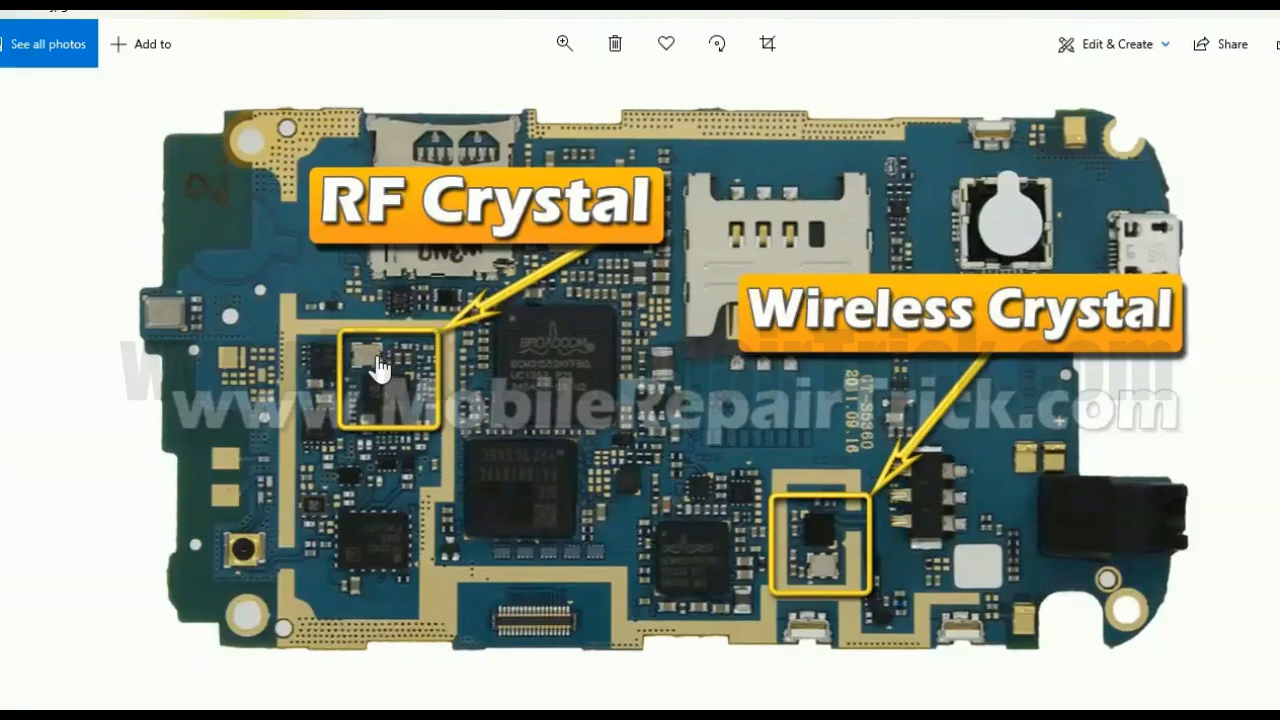 See all photos
Add to
Edit & Create
Share
2
RF Crystal
Wireless Crystal
BROADCOM
www.MobileRepairTrick.com
GT-S5360
2011.09.16